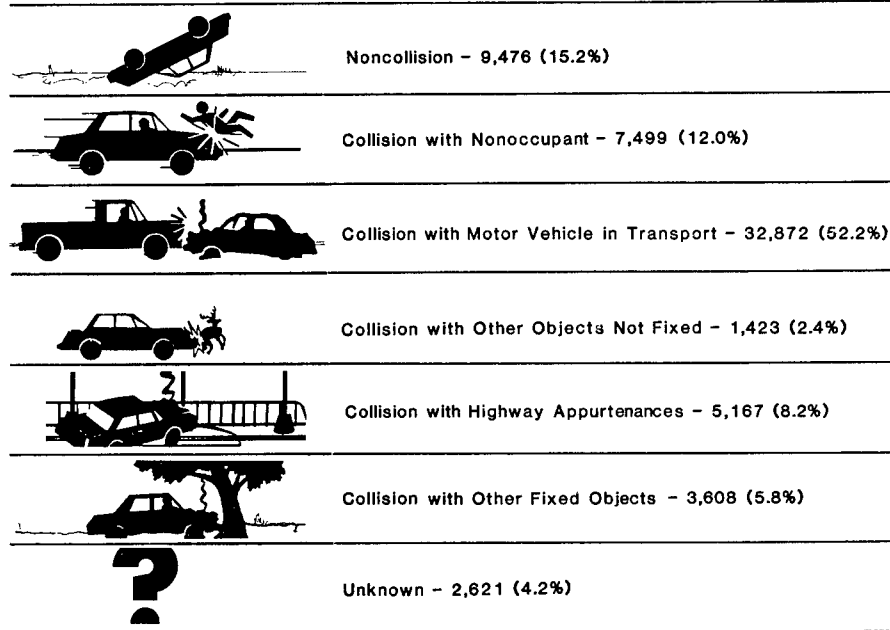 Noncollision - 9,476 (15.2%)
Collision with Nonoccupant - 7,499 (12.0%)
Collision with Motor Vehicle in Transport - 32,872 (52.2%)
Collision with Other Objects Not Fixed - 1,423 (2.4%)
Collision with Highway Appurtenances - 5,167 (8.2%)
Collision with Other Fixed Objects - 3,608 (5.8%)
?
Unknown - 2,621 (4.2%)